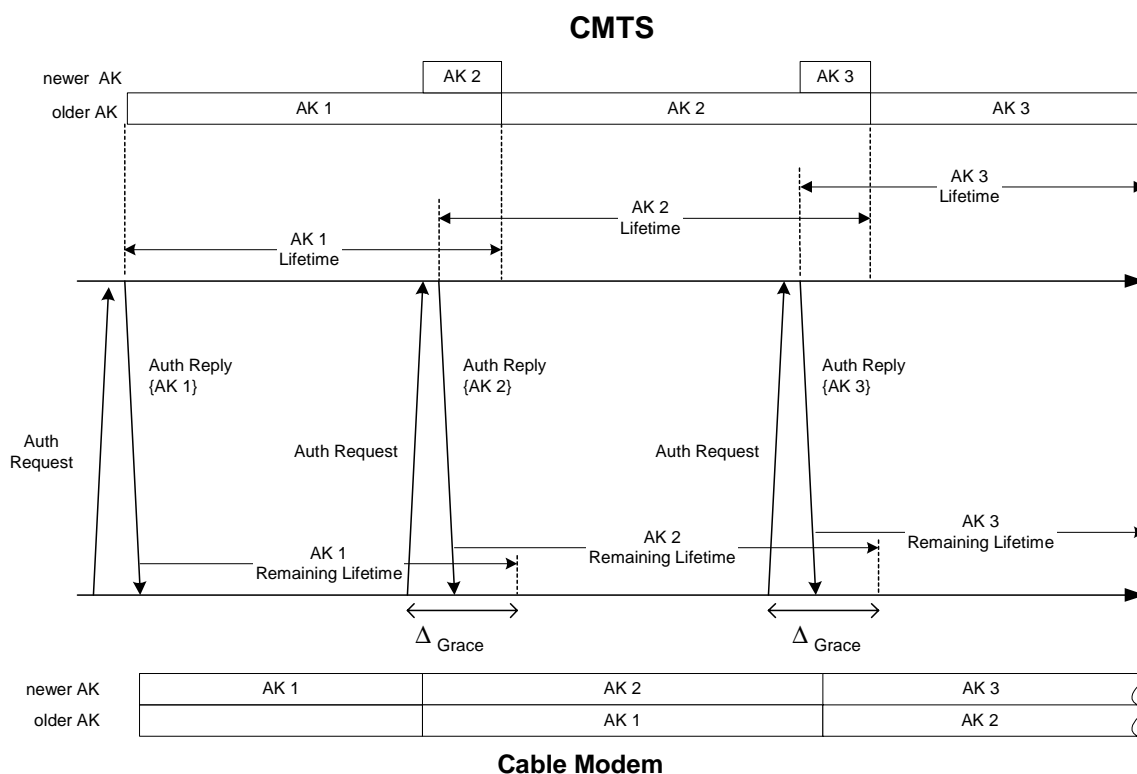 CMTS
newer AK
AK 2
AK 3
older AK
AK 1
AK 2
AK 3
AK 3
Lifetime
AK 2
Lifetime
AK 1
Lifetime
Auth Reply
{AK 1}
Auth Reply
{AK 2}
Auth Reply
{AK 3}
Auth
Request
Auth Request
Auth Request
AK 1
Remaining Lifetime
AK 2
Remaining Lifetime
AK 3
Remaining Lifetime
Δ Grace
Δ Grace
newer AK
AK 1
AK 2
AK 3
older AK
AK 1
AK 2
Cable Modem